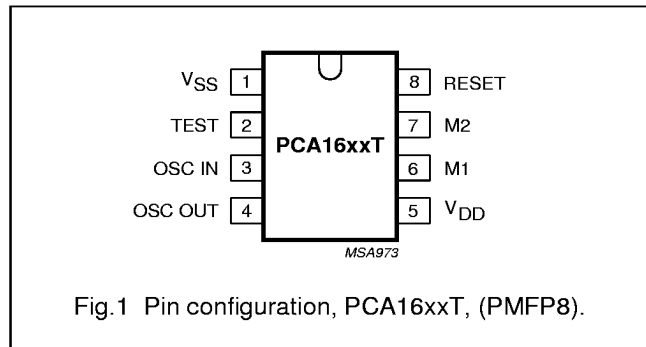 VSS 1 8 RESET
TEST 2 7 M2
PCA16xxT
OSC IN 3 6 M1
OSC OUT 4 5 VDD
MSA973
Fig.1 Pin configuration, PCA16xxT, (PMFP8).